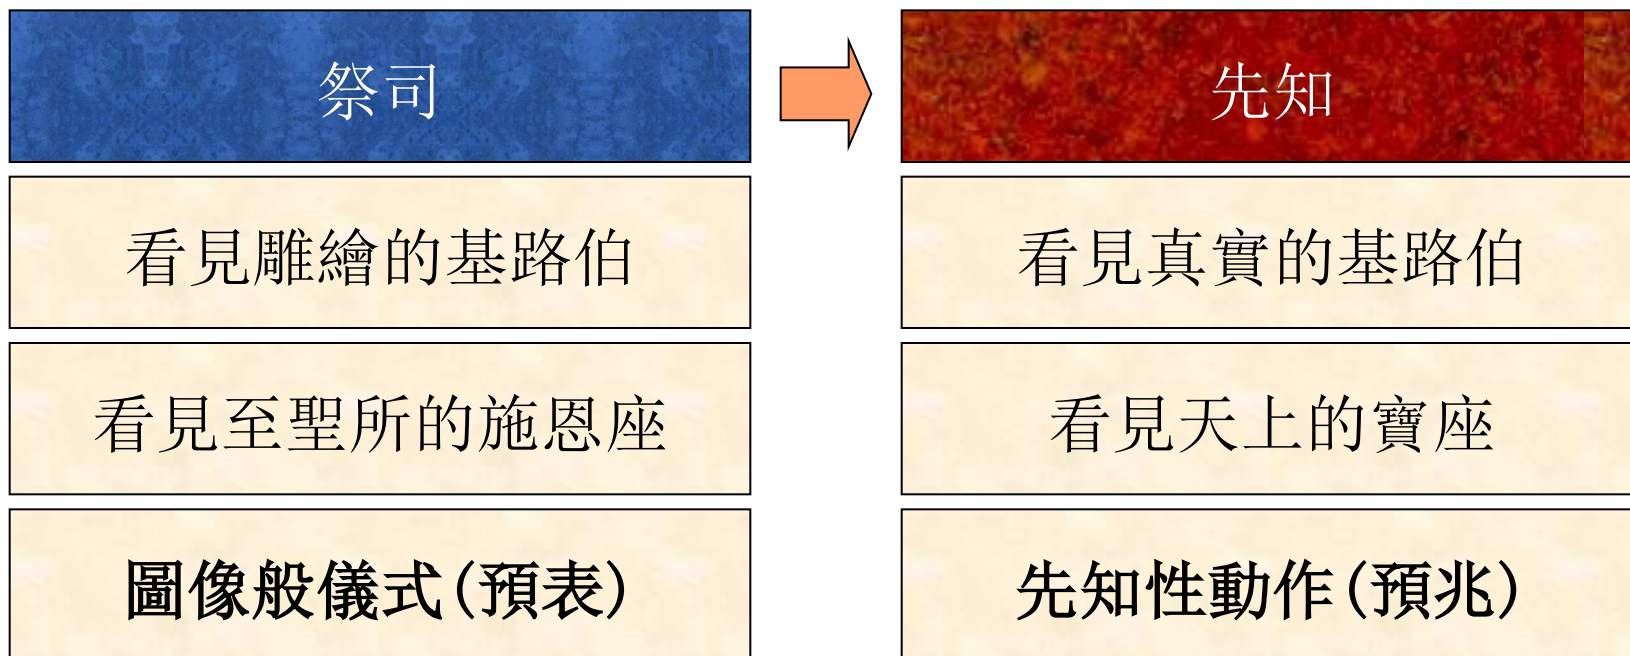 祭司
先知
看見雕繪的基路伯
看見真實的基路伯
看見至聖所的施恩座
看見天上的寶座
圖像般儀式(預表)
先知性動作(預兆)